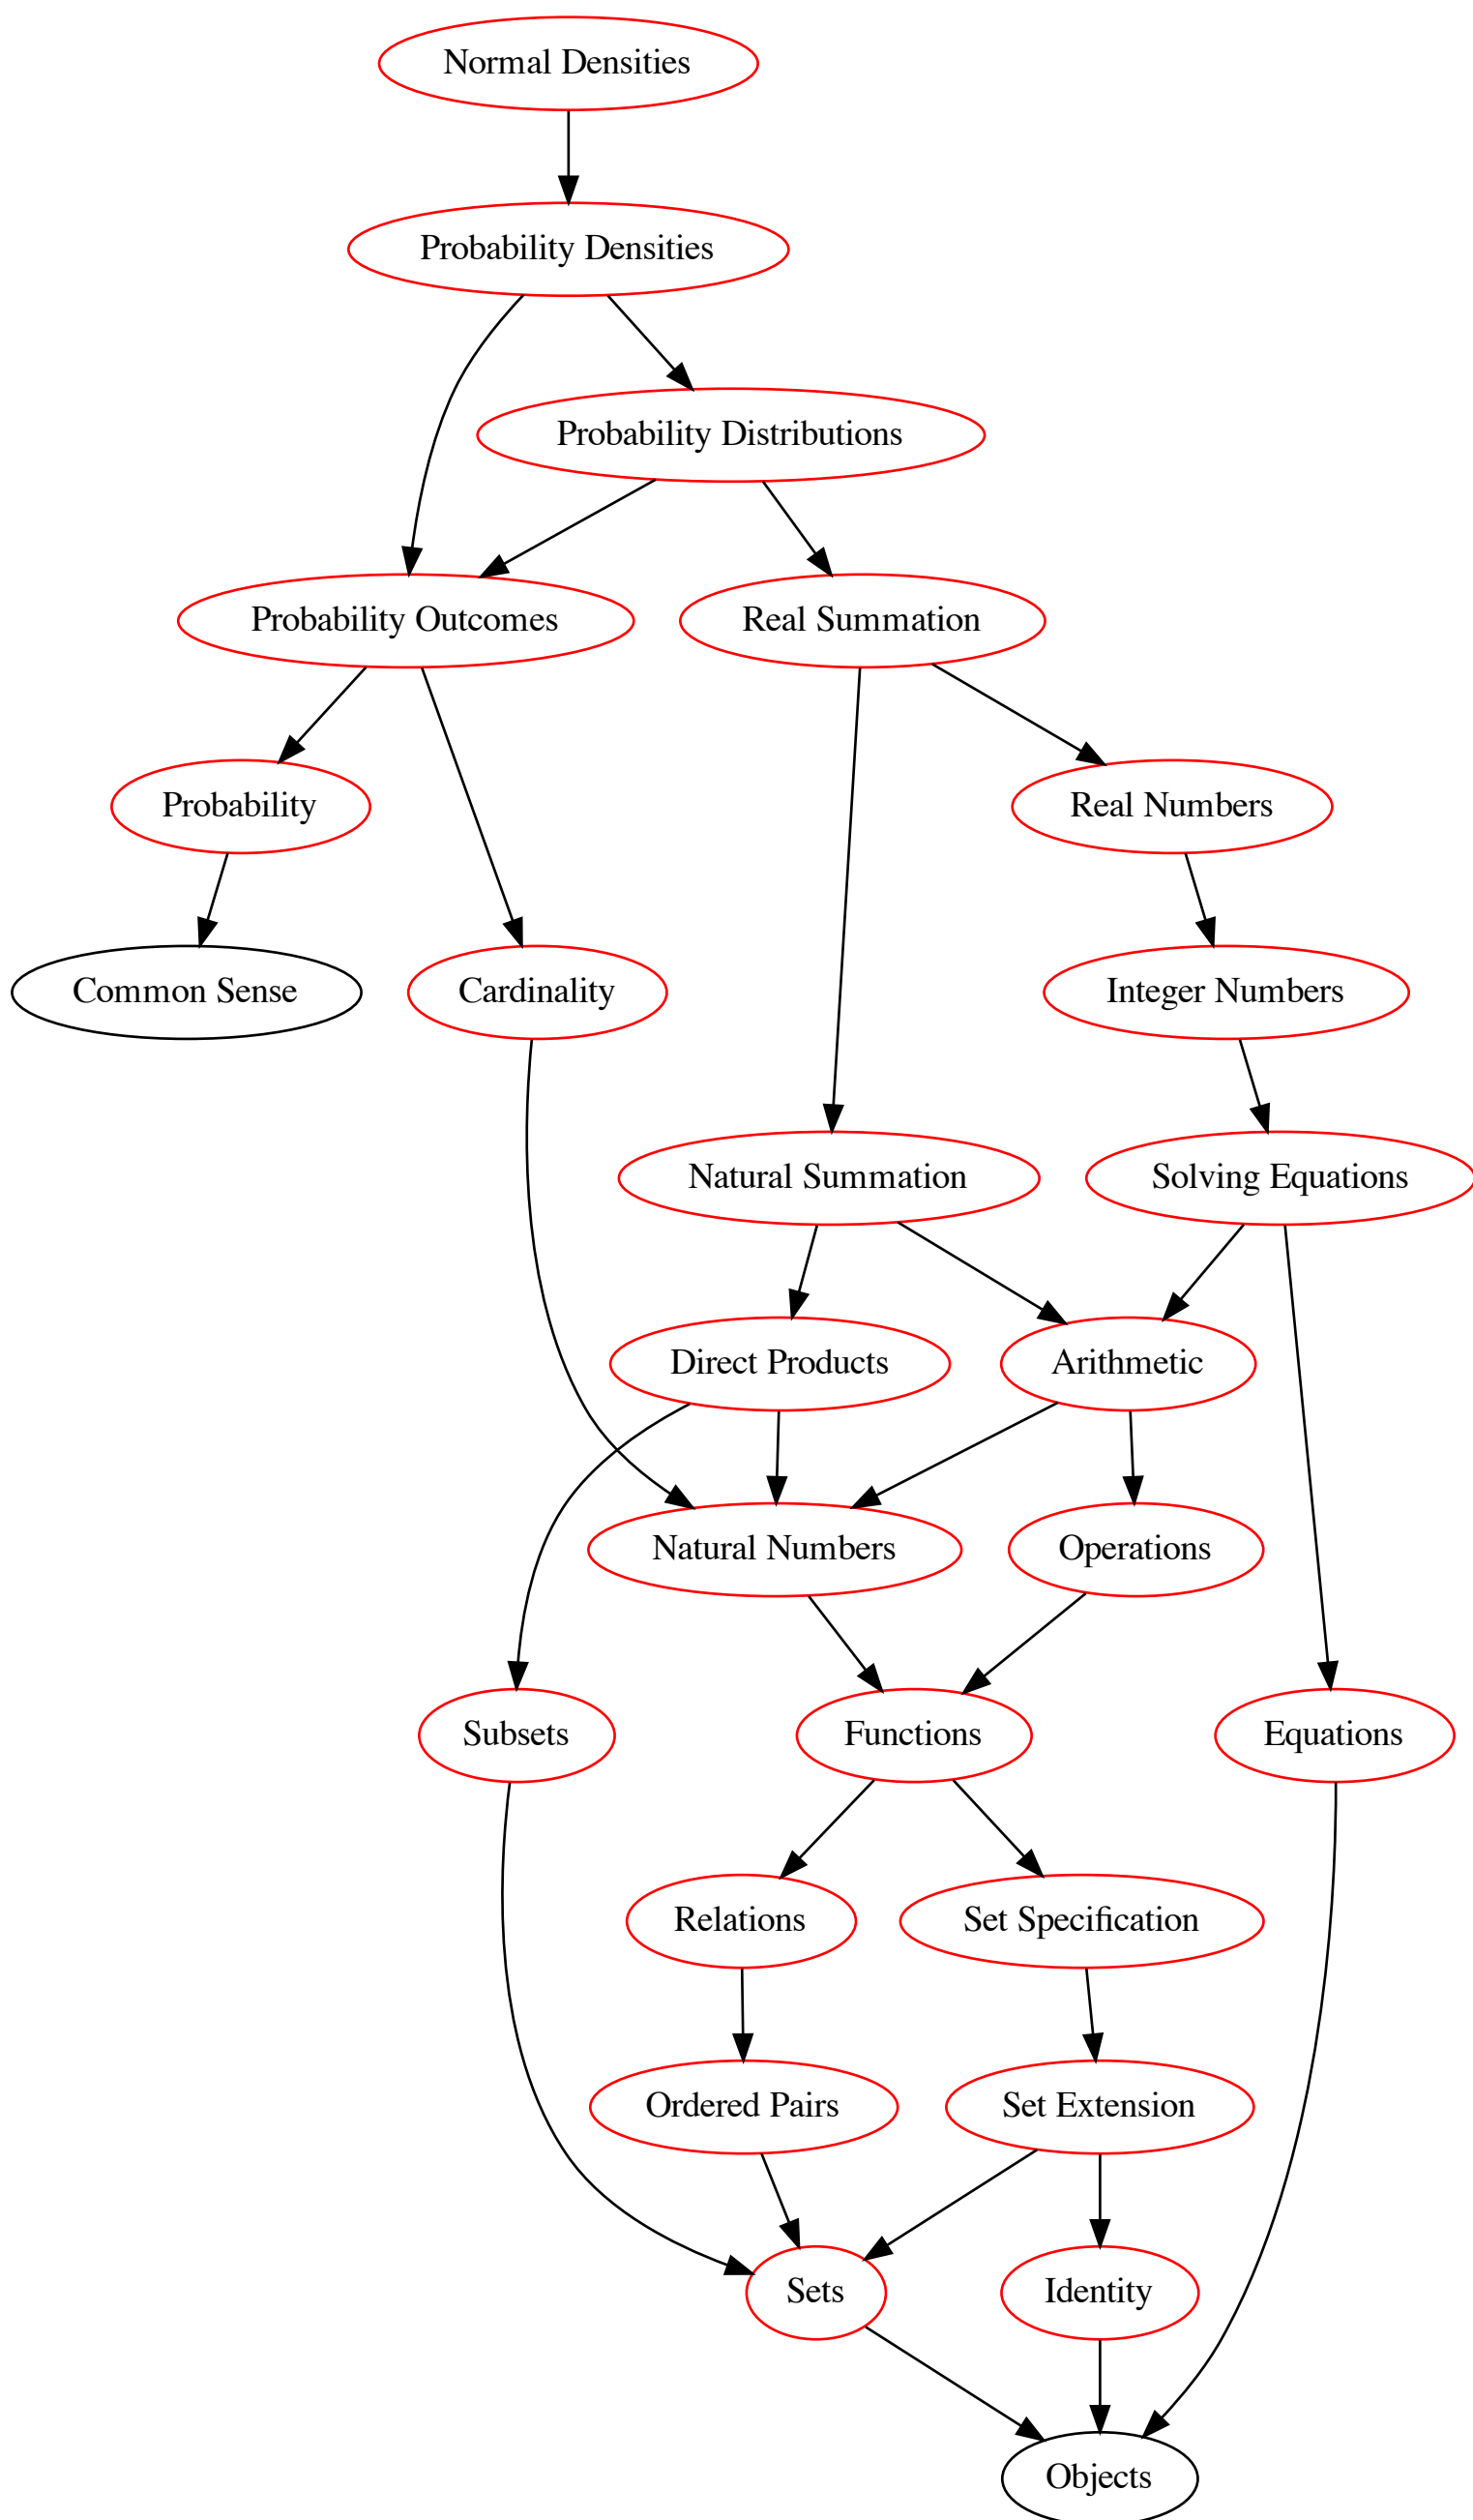 Normal Densities
Probability Densities
Probability Distributions
Probability Outcomes
Real Summation
Probability
Real Numbers
Common Sense
Cardinality
Integer Numbers
Natural Summation
Solving Equations
Direct Products
Arithmetic
Natural Numbers
Operations
Subsets
Functions
Equations
Relations
Set Specification
Ordered Pairs
Set Extension
Sets
Identity
Objects